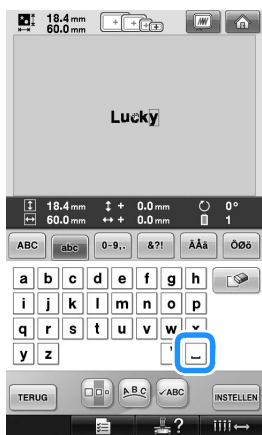 18.4 mm
60.0 mm
Lucky
18.4 mm + 0.0 mm 0°
60.0 mm + 0.0 mm 1
ABC abc 0-9,. &?! ÄÅä ÖØö
a b c d e f g h
i j k l m n o p
q r s t u v w x
y z '
TERUG ABC ✓ABC INSTELLEN
?